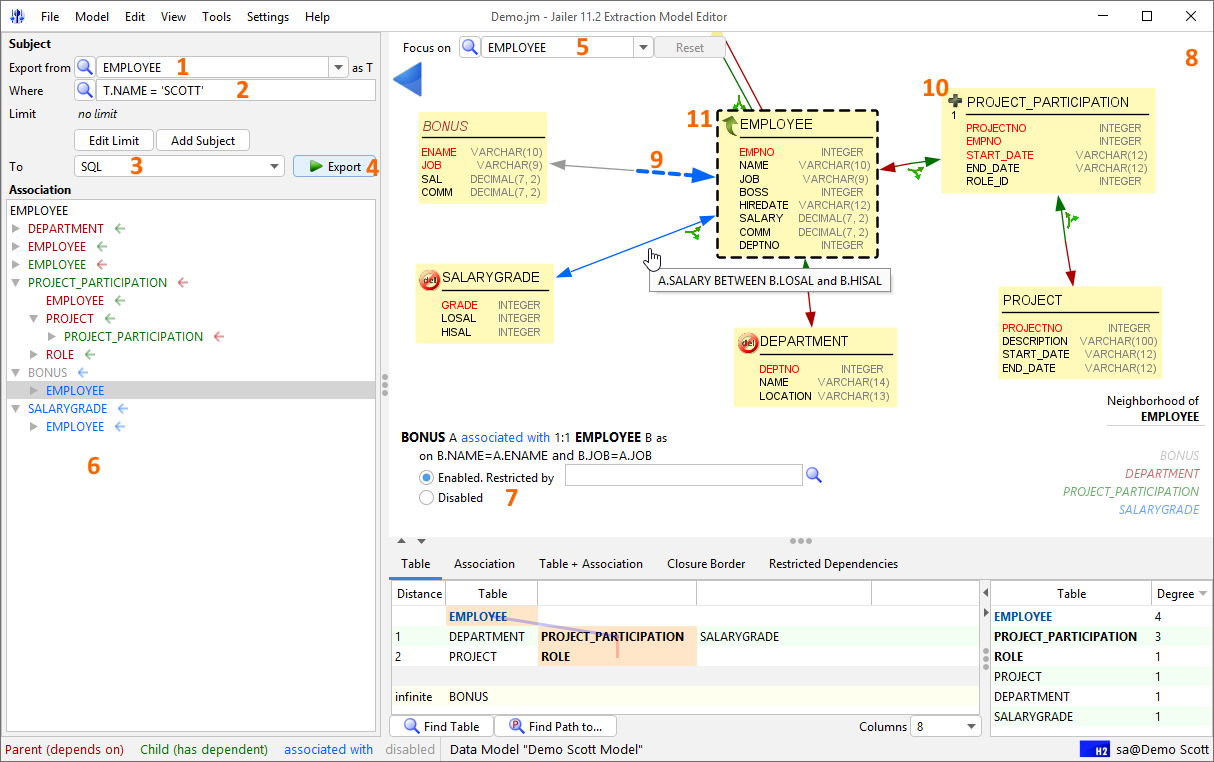 Demo.jm - Jailer 11.2 Extraction Model Editor
File Model Edit View Tools Settings Help
Subject
Export from EMPLOYEE 1 as T
Where T.NAME = 'SCOTT' 2
Limit no limit
Edit Limit Add Subject
To SQL 3 Export 4
Association
EMPLOYEE
DEPARTMENT
EMPLOYEE
EMPLOYEE
PROJECT_PARTICIPATION
EMPLOYEE
PROJECT
PROJECT_PARTICIPATION
ROLE
BONUS
EMPLOYEE
SALARYGRADE
EMPLOYEE
6
Focus on EMPLOYEE 5 Reset
8
BONUS
ENAME VARCHAR(10)
JOB VARCHAR(9)
SAL DECIMAL(7, 2)
COMM DECIMAL(7, 2)
9
11
EMPLOYEE
EMPNO INTEGER
NAME VARCHAR(10)
JOB VARCHAR(9)
BOSS INTEGER
HIREDATE VARCHAR(12)
SALARY DECIMAL(7, 2)
COMM DECIMAL(7, 2)
DEPTNO INTEGER
10
1
PROJECT_PARTICIPATION
PROJECTNO INTEGER
EMPNO INTEGER
START_DATE VARCHAR(12)
END_DATE VARCHAR(12)
ROLE_ID INTEGER
del SALARYGRADE
GRADE INTEGER
LOSAL INTEGER
HISAL INTEGER
A.SALARY BETWEEN B.LOSAL and B.HISAL
del DEPARTMENT
DEPTNO INTEGER
NAME VARCHAR(14)
LOCATION VARCHAR(13)
PROJECT
PROJECTNO INTEGER
DESCRIPTION VARCHAR(100)
START_DATE VARCHAR(12)
END_DATE VARCHAR(12)
Neighborhood of
EMPLOYEE
BONUS
DEPARTMENT
PROJECT_PARTICIPATION
SALARYGRADE
BONUS A associated with 1:1 EMPLOYEE B as
on B.NAME=A.ENAME and B.JOB=A.JOB
Enabled. Restricted by
Disabled 7
Table Association Table + Association Closure Border Restricted Dependencies
Distance Table
EMPLOYEE
1 DEPARTMENT PROJECT_PARTICIPATION SALARYGRADE
2 PROJECT ROLE
infinite BONUS
Find Table Find Path to... Columns 8
Table Degree
EMPLOYEE 4
PROJECT_PARTICIPATION 3
ROLE 1
PROJECT 1
DEPARTMENT 1
SALARYGRADE 1
Parent (depends on) Child (has dependent) associated with disabled Data Model "Demo Scott Model" H2 sa@Demo Scott